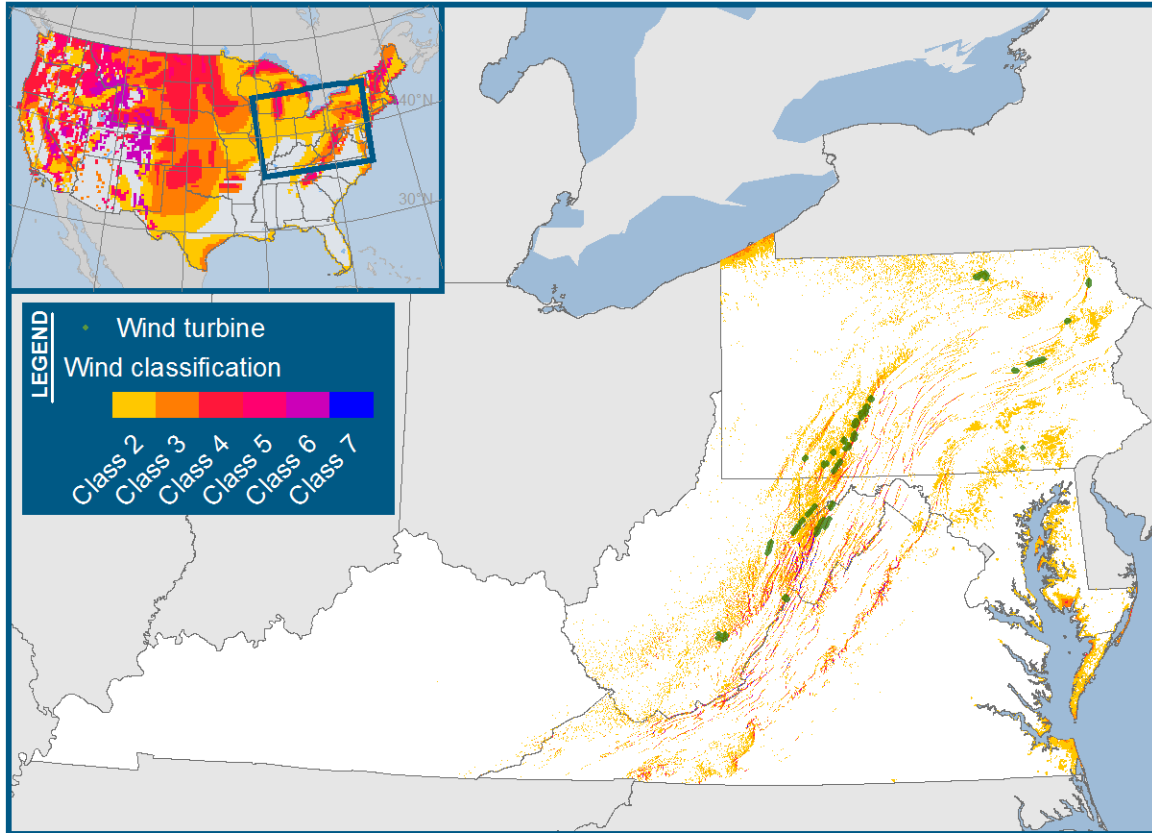 40°N
30°N
LEGEND
Wind turbine
Wind classification
Class 2
Class 3
Class 4
Class 5
Class 6
Class 7